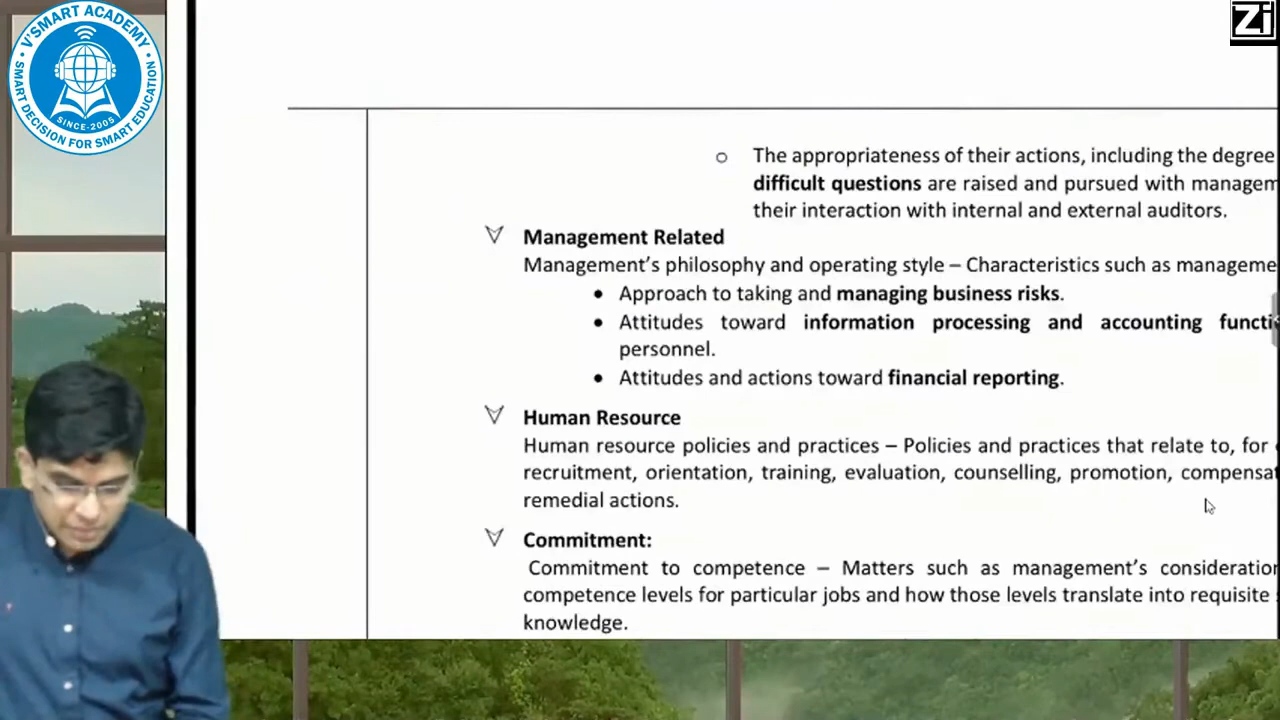 V'SMART ACADEMY
SINCE-2005
SMART DECISION FOR SMART EDUCATION
Zi
The appropriateness of their actions, including the degree
difficult questions are raised and pursued with managem
their interaction with internal and external auditors.
Management Related
Management's philosophy and operating style – Characteristics such as manageme
Approach to taking and managing business risks.
Attitudes toward information processing and accounting functi
personnel.
Attitudes and actions toward financial reporting.
Human Resource
Human resource policies and practices – Policies and practices that relate to, for
recruitment, orientation, training, evaluation, counselling, promotion, compensat
remedial actions.
Commitment:
Commitment to competence – Matters such as management's consideration
competence levels for particular jobs and how those levels translate into requisite
knowledge.